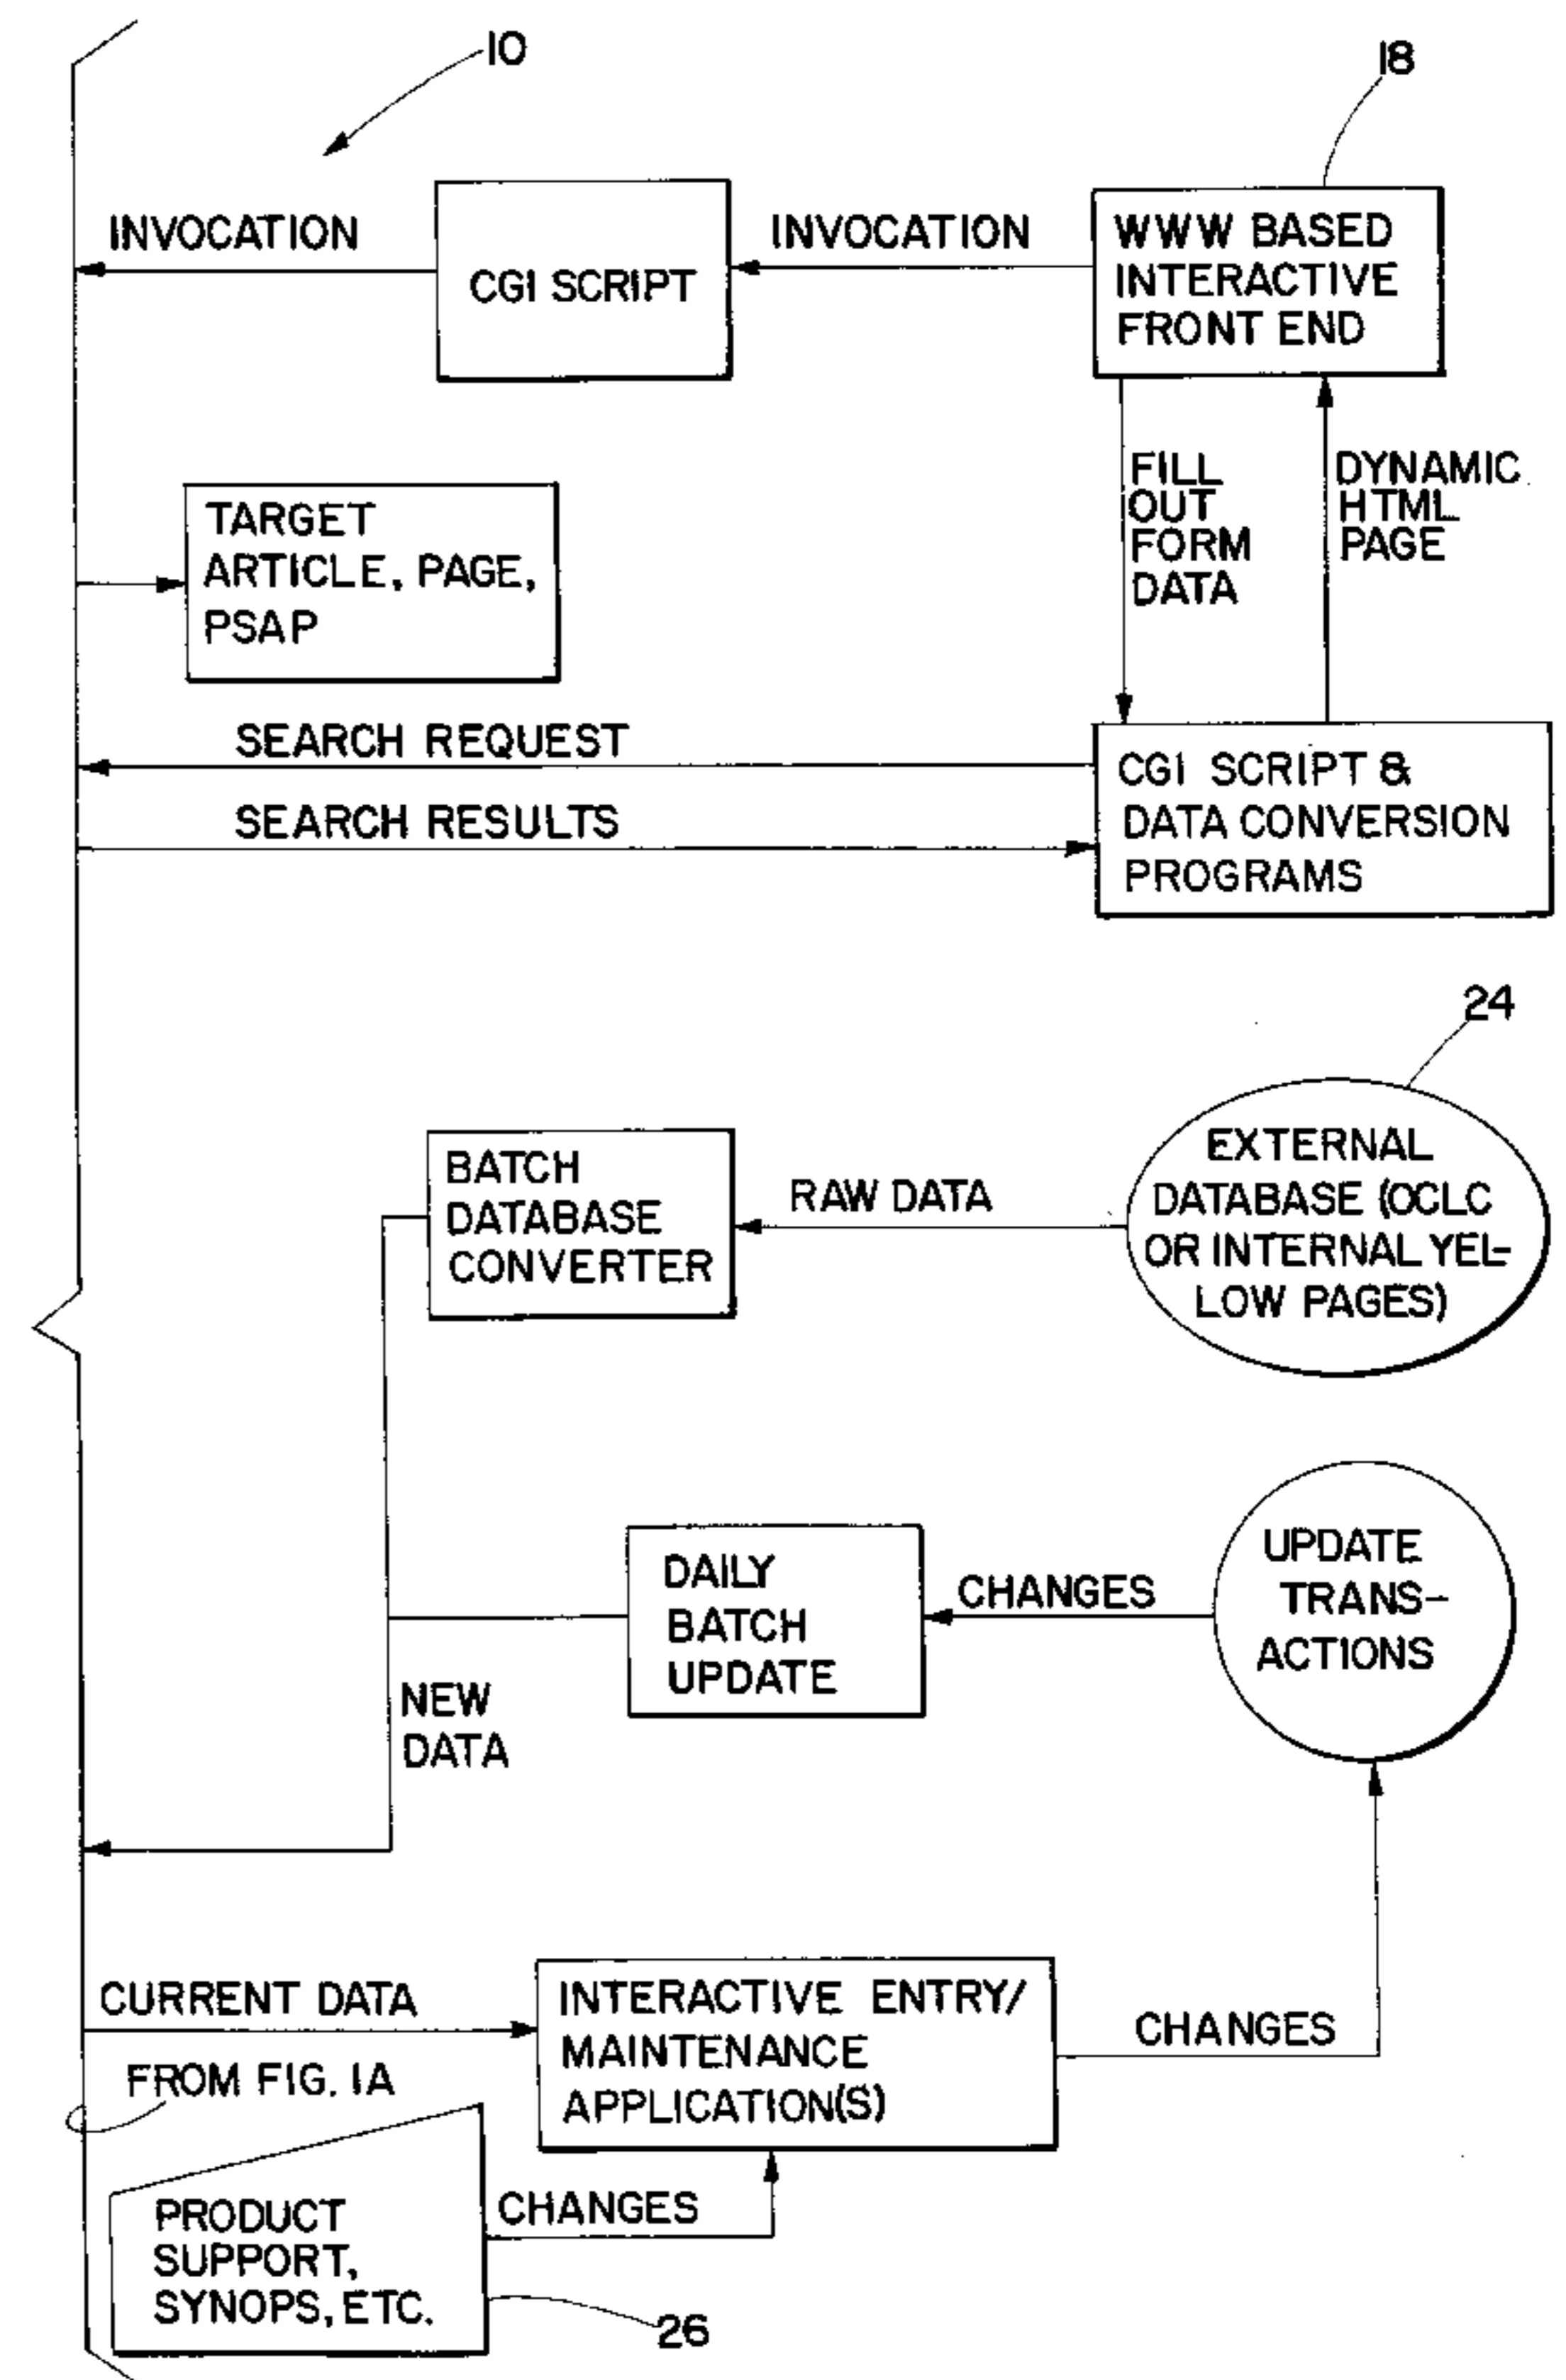 10
18
INVOCATION
CGI SCRIPT
INVOCATION
WWW BASED
INTERACTIVE
FRONT END
TARGET
ARTICLE, PAGE,
PSAP
FILL
OUT
FORM
DATA
DYNAMIC
HTML
PAGE
SEARCH REQUEST
SEARCH RESULTS
CGI SCRIPT &
DATA CONVERSION
PROGRAMS
24
BATCH
DATABASE
CONVERTER
RAW DATA
EXTERNAL
DATABASE (OCLC
OR INTERNAL YEL-
LOW PAGES)
DAILY
BATCH
UPDATE
CHANGES
UPDATE
TRANS-
ACTIONS
NEW
DATA
CURRENT DATA
INTERACTIVE ENTRY/
MAINTENANCE
APPLICATION(S)
CHANGES
FROM FIG. 1A
PRODUCT
SUPPORT,
SYNOPS, ETC.
CHANGES
26